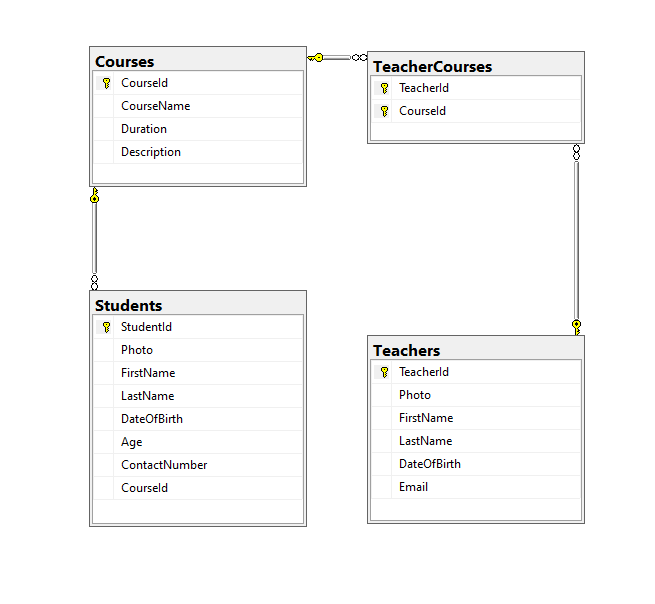 Courses
CourseId
CourseName
Duration
Description
TeacherCourses
TeacherId
CourseId
Students
StudentId
Photo
FirstName
LastName
DateOfBirth
Age
ContactNumber
CourseId
Teachers
TeacherId
Photo
FirstName
LastName
DateOfBirth
Email